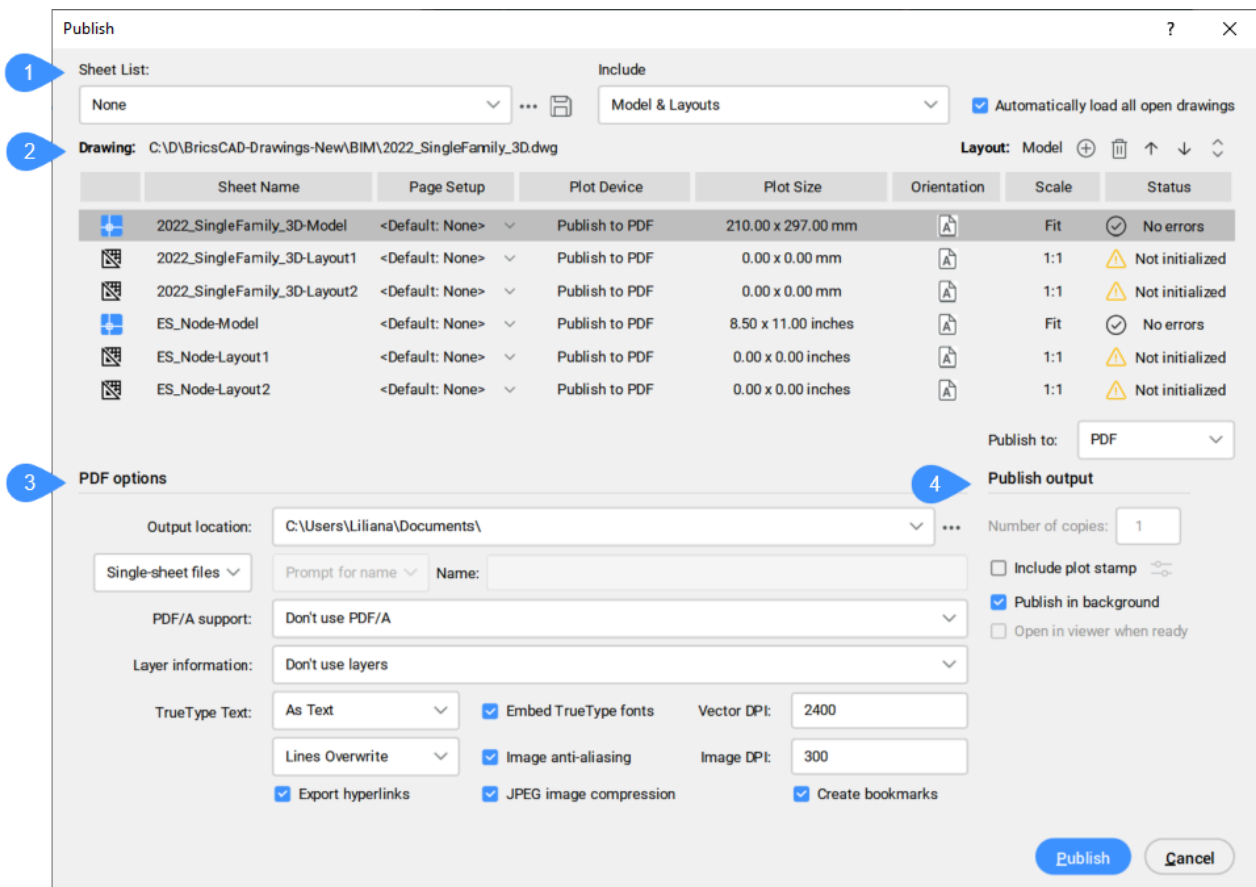 Publish ?
1 Sheet List: Include
None ... Model & Layouts Automatically load all open drawings
2 Drawing: C:\D\BricsCAD-Drawings-New\BIM\2022_SingleFamily_3D.dwg Layout: Model
Sheet Name Page Setup Plot Device Plot Size Orientation Scale Status
2022_SingleFamily_3D-Model <Default: None> Publish to PDF 210.00 x 297.00 mm A Fit No errors
2022_SingleFamily_3D-Layout1 <Default: None> Publish to PDF 0.00 x 0.00 mm A 1:1 Not initialized
2022_SingleFamily_3D-Layout2 <Default: None> Publish to PDF 0.00 x 0.00 mm A 1:1 Not initialized
ES_Node-Model <Default: None> Publish to PDF 8.50 x 11.00 inches A Fit No errors
ES_Node-Layout1 <Default: None> Publish to PDF 0.00 x 0.00 inches A 1:1 Not initialized
ES_Node-Layout2 <Default: None> Publish to PDF 0.00 x 0.00 inches A 1:1 Not initialized
Publish to: PDF
3 PDF options 4 Publish output
Output location: C:\Users\Liliana\Documents\ ... Number of copies: 1
Single-sheet files Prompt for name Name: Include plot stamp
Publish in background
PDF/A support: Don't use PDF/A Open in viewer when ready
Layer information: Don't use layers
TrueType Text: As Text Embed TrueType fonts Vector DPI: 2400
Lines Overwrite Image anti-aliasing Image DPI: 300
Export hyperlinks JPEG image compression Create bookmarks
Publish Cancel